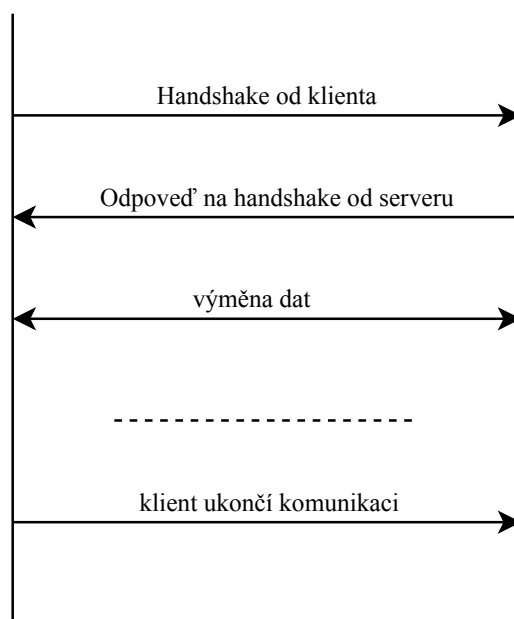 Handshake od klienta
Odpoveď na handshake od serveru
výměna dat
klient ukončí komunikaci